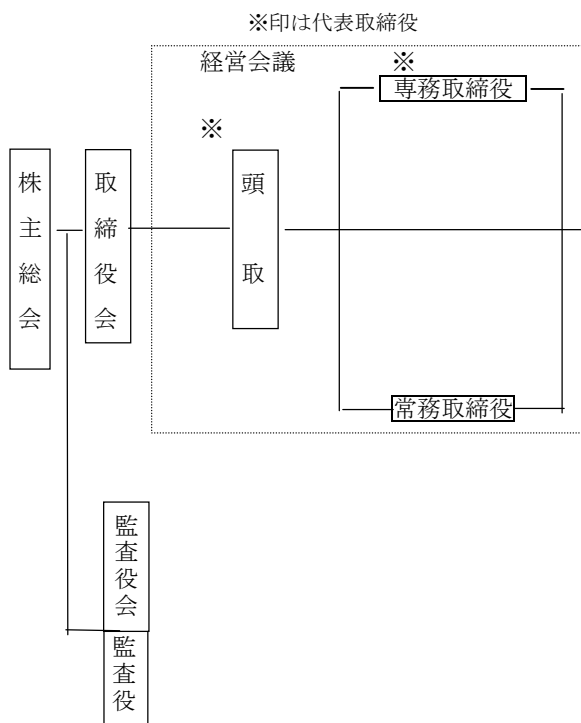 ※印は代表取締役
経営会議
※
専務取締役
※
株主総会
取締役会
頭取
常務取締役
監査役会
監査役